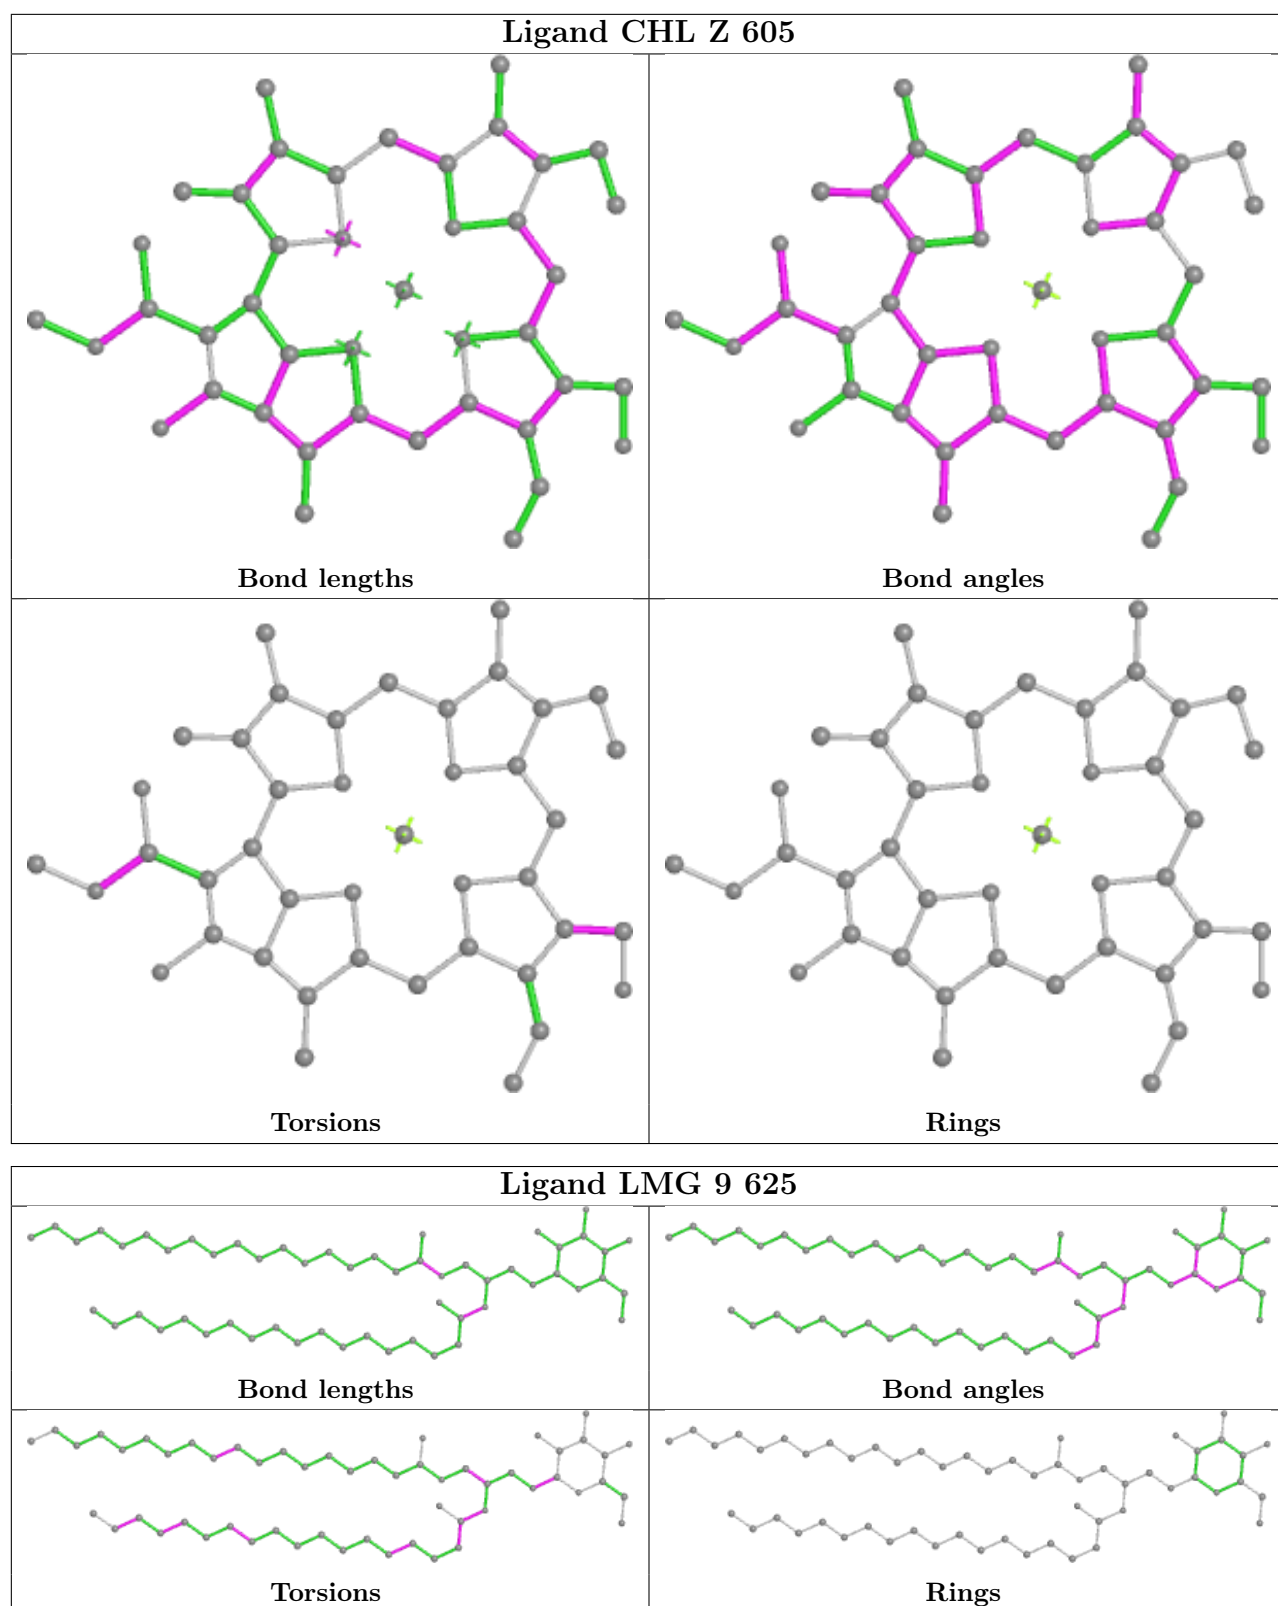 Ligand CHL Z 605
Bond lengths
Bond angles
Torsions
Rings
Ligand LMG 9 625
Bond lengths
Bond angles
Torsions
Rings